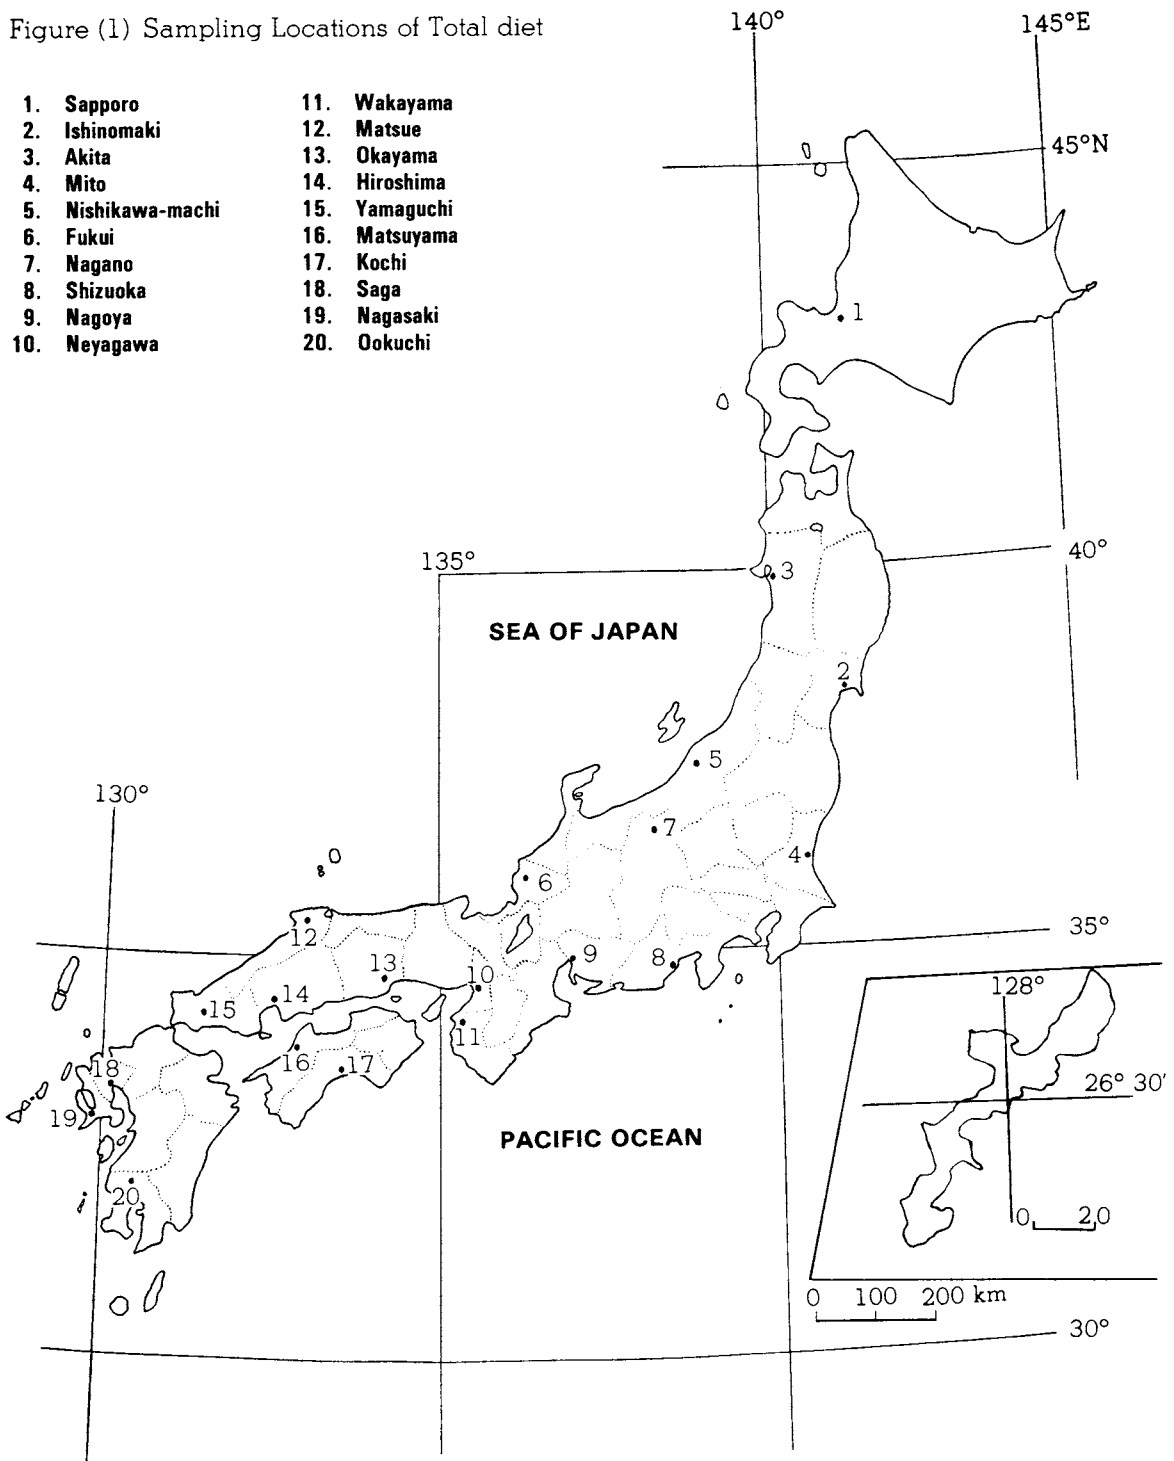 Figure (1) Sampling Locations of Total diet
1. Sapporo
2. Ishinomaki
3. Akita
4. Mito
5. Nishikawa-machi
6. Fukui
7. Nagano
8. Shizuoka
9. Nagoya
10. Neyagawa
11. Wakayama
12. Matsue
13. Okayama
14. Hiroshima
15. Yamaguchi
16. Matsuyama
17. Kochi
18. Saga
19. Nagasaki
20. Ookuchi
140°
145°E
45°N
1
40°
135°
3
SEA OF JAPAN
2
5
130°
7
4
6
35°
12
9
8
13
10
128°
14
15
11
16
17
18
26° 30'
19
PACIFIC OCEAN
20
0 20
0 100 200 km
30°